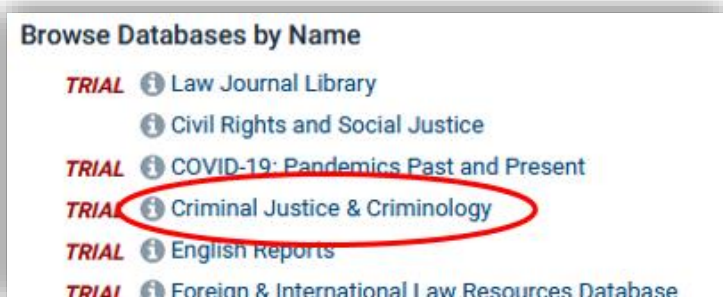 Browse Databases by Name
TRIAL Law Journal Library
Civil Rights and Social Justice
TRIAL COVID-19: Pandemics Past and Present
TRIAL Criminal Justice & Criminology
TRIAL English Reports
TRIAL Foreign & International Law Resources Database